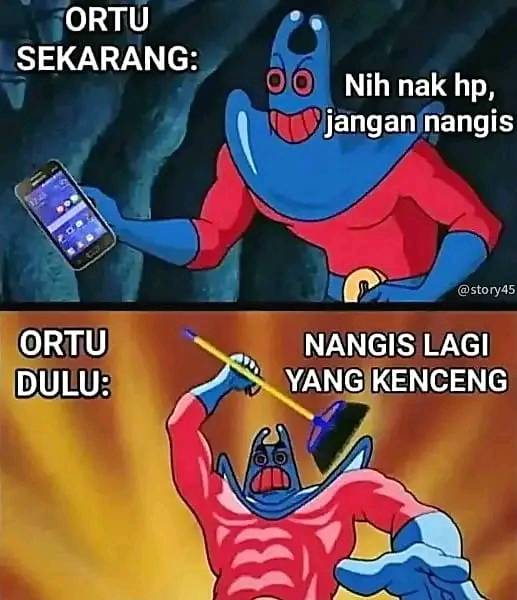 ORTU
SEKARANG:
Nih nak hp,
jangan nangis
@story45
ORTU
DULU:
NANGIS LAGI
YANG KENCENG